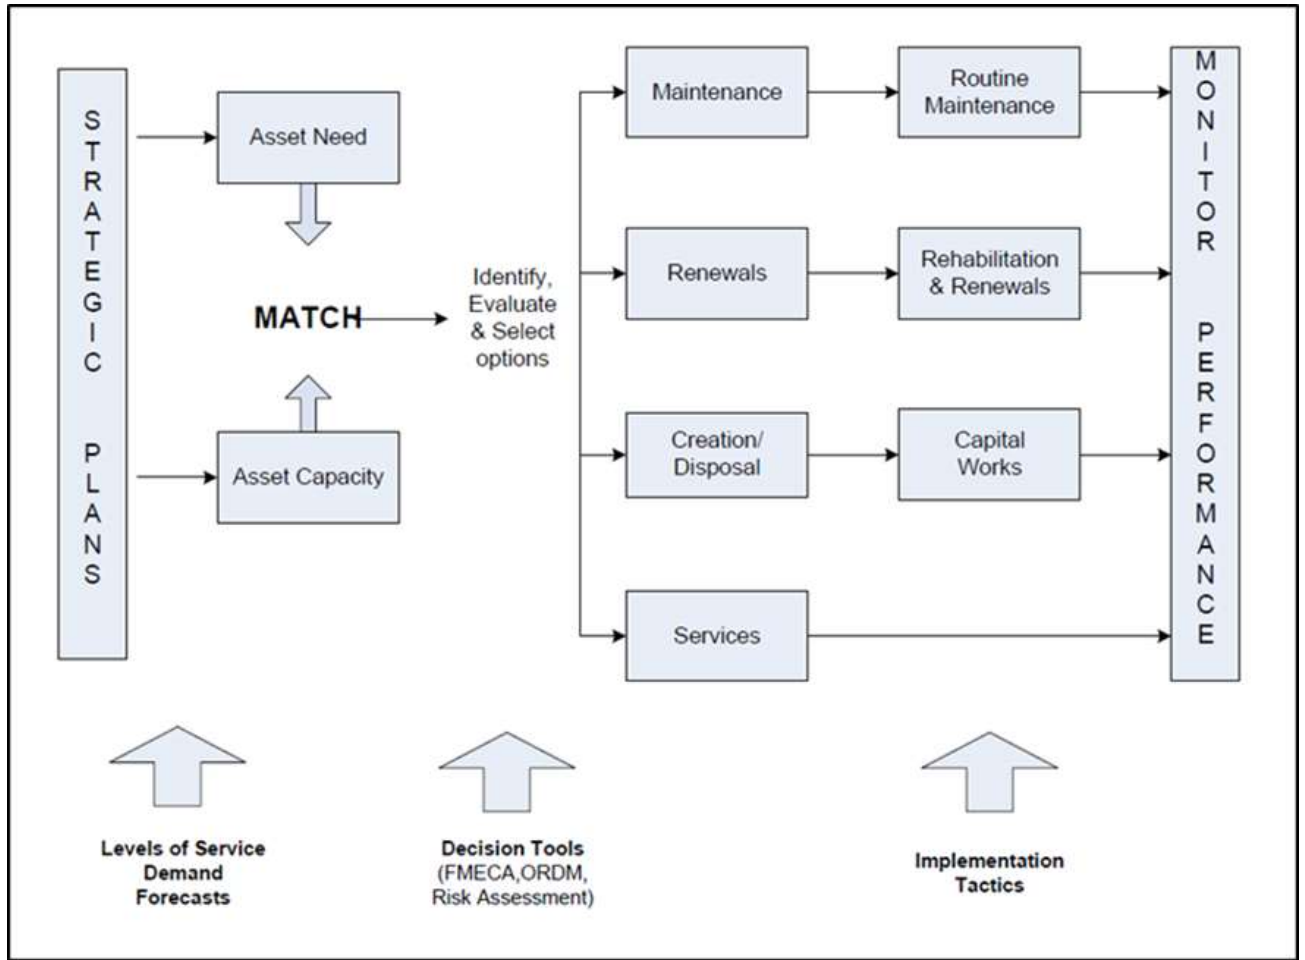 STRATEGIC PLANS
Asset Need
MATCH
Asset Capacity
Identify,
Evaluate
& Select
options
Maintenance
Routine
Maintenance
Renewals
Rehabilitation
& Renewals
Creation/
Disposal
Capital
Works
Services
MONITOR PERFORMANCE
Levels of Service
Demand
Forecasts
Decision Tools
(FMECA,ORDM,
Risk Assessment)
Implementation
Tactics